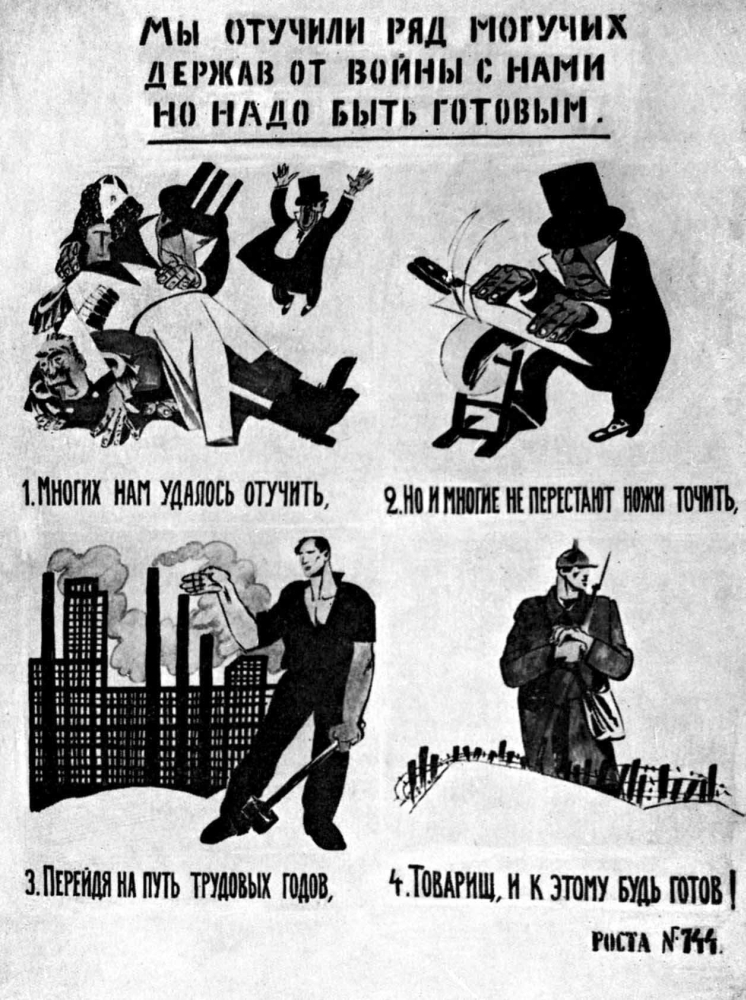 Мы отучили ряд могучих
держав от войны с нами
но надо быть готовым.
1. Многих нам удалось отучить,
2. Но и многие не перестают ножи точить,
3. Перейдя на путь трудовых годов,
4. Товарищ, и к этому будь готов!
Роста №744.